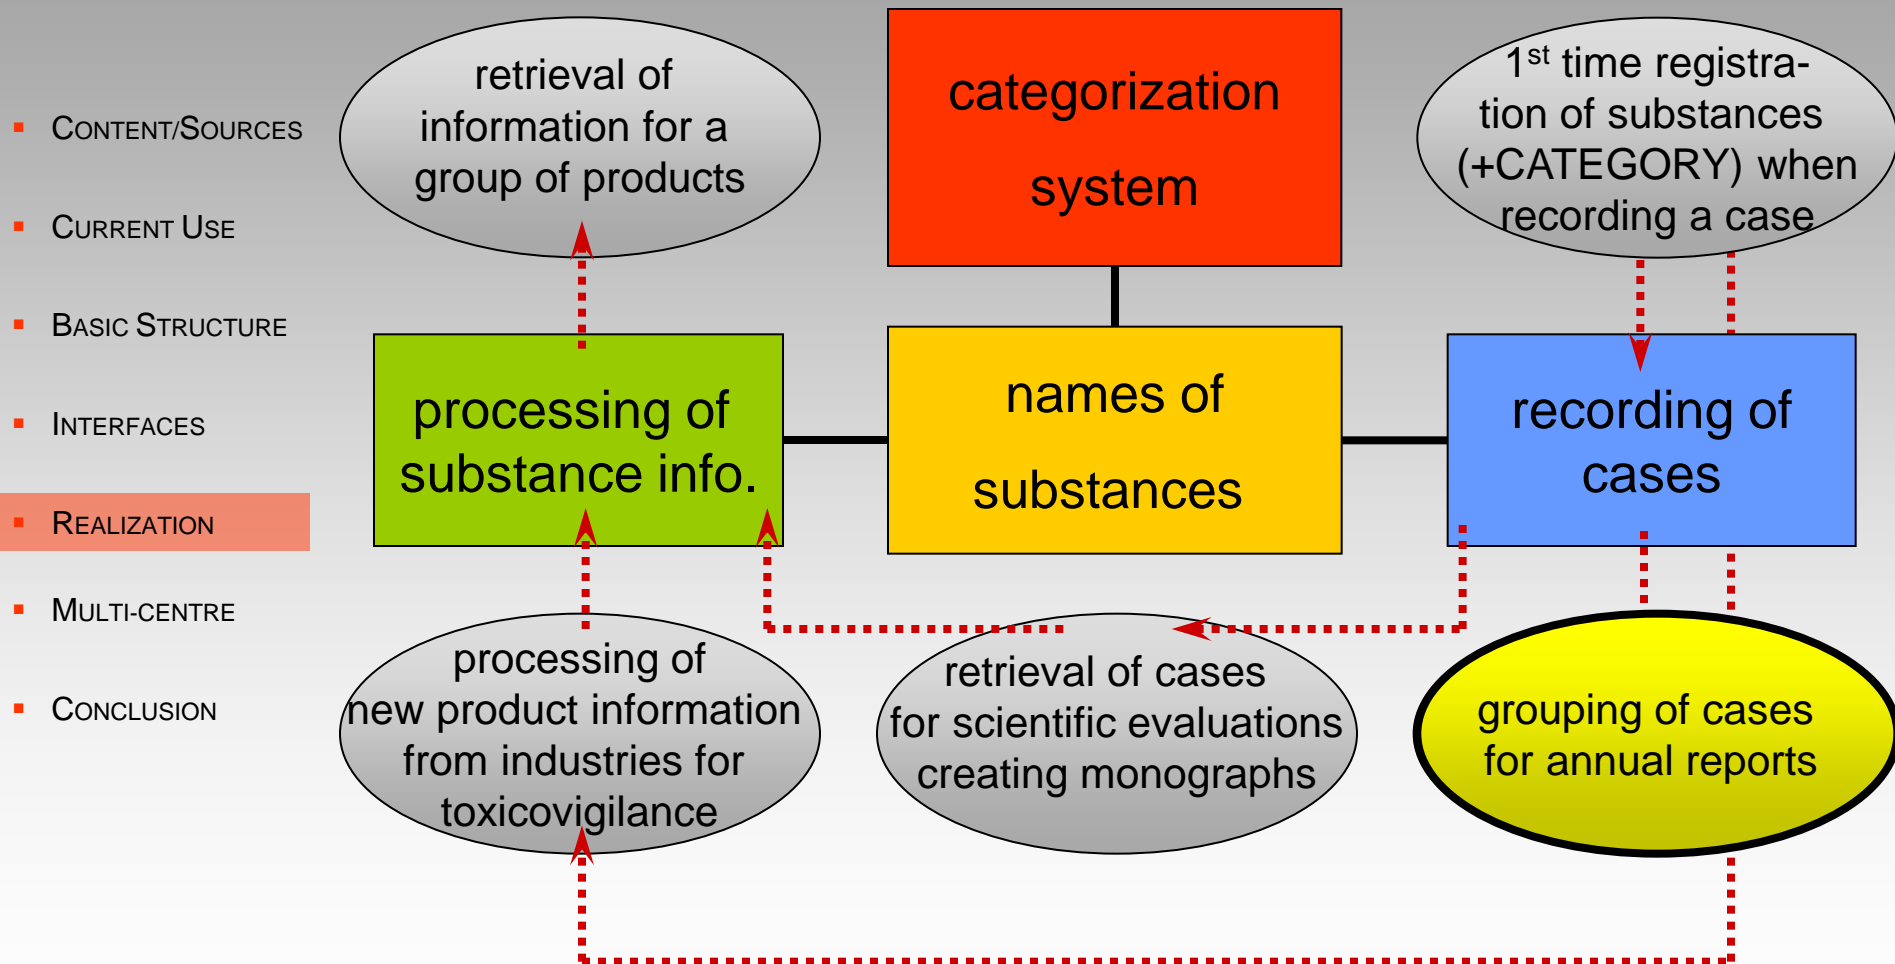 CONTENT/SOURCES
CURRENT USE
BASIC STRUCTURE
INTERFACES
REALIZATION
MULTI-CENTRE
CONCLUSION
retrieval of
information for a
group of products
categorization
system
1st time registra-
tion of substances
(+CATEGORY) when
recording a case
processing of
substance info.
names of
substances
recording of
cases
processing of
new product information
from industries for
toxicovigilance
retrieval of cases
for scientific evaluations
creating monographs
grouping of cases
for annual reports